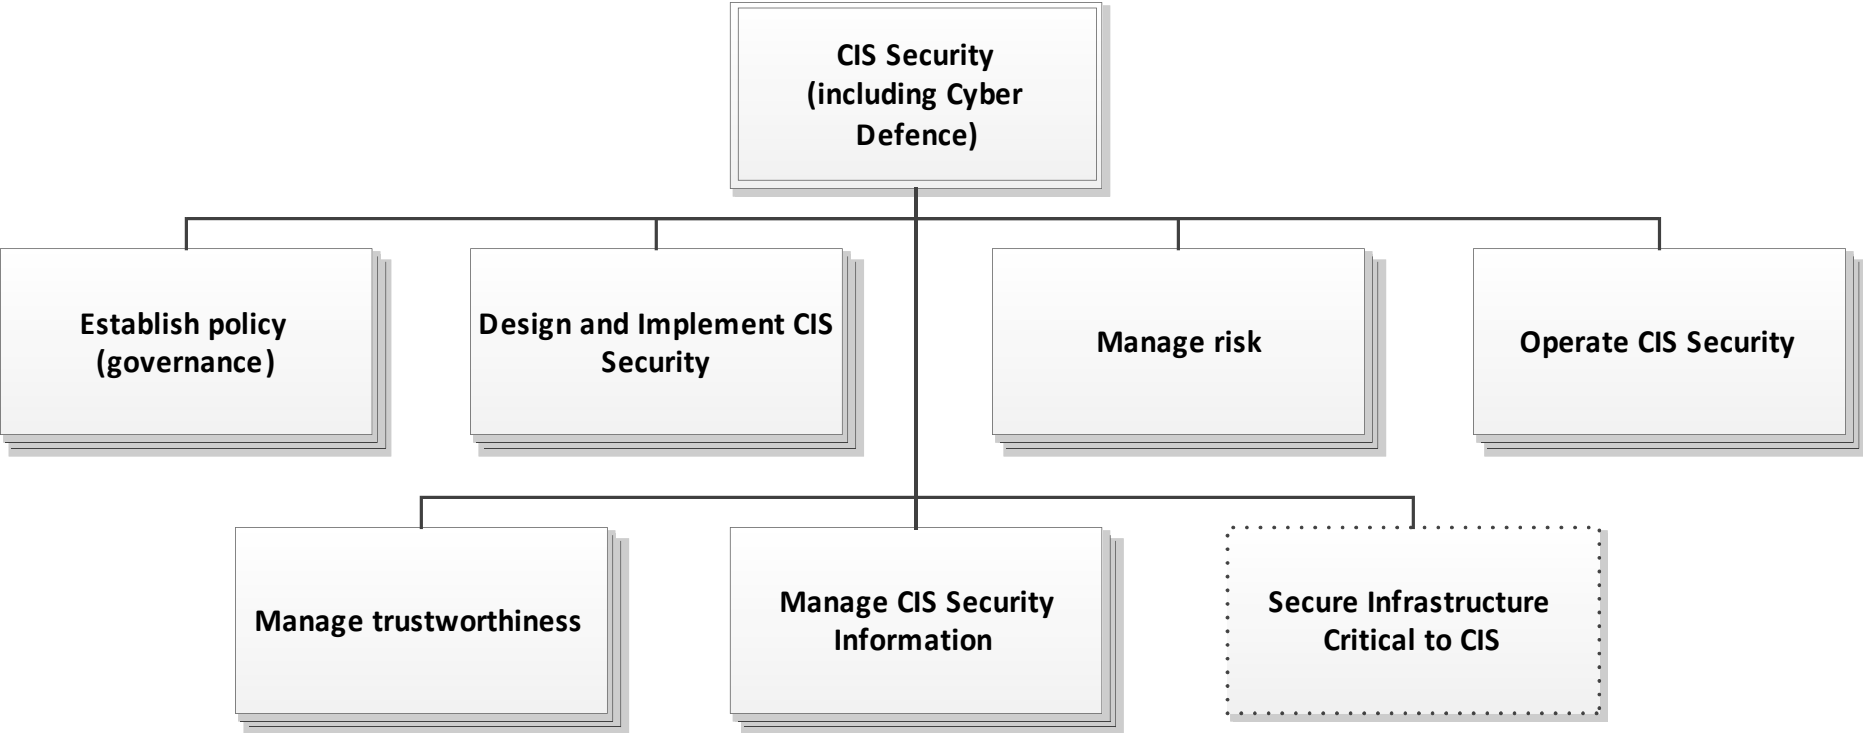 CIS Security
(including Cyber
Defence)
Establish policy
(governance)
Design and Implement CIS
Security
Manage risk
Operate CIS Security
Manage trustworthiness
Manage CIS Security
Information
Secure Infrastructure
Critical to CIS